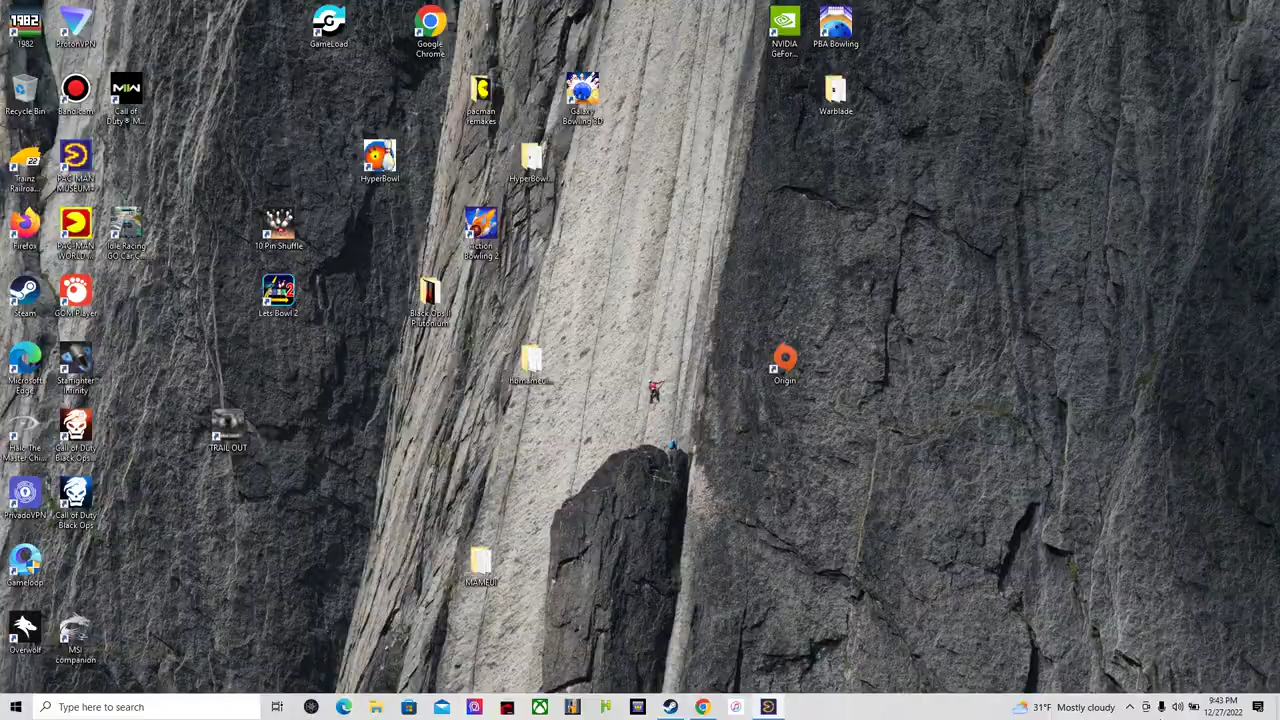 1982
ProtonVPN
GameLoad
Google
Chrome
NVIDIA
GeFor...
PBA Bowling
Recycle Bin
Bandicam
Call of
Duty® M...
pacman
remakes
Galaxy
Bowling 3D
Warblade
Trainz
Railroa...
PAC-MAN
MUSEUM+
HyperBowl
HyperBowl...
Firefox
PAC-MAN
WORLD ...
Idle Racing
GO Car C...
10 Pin Shuffle
Action
Bowling 2
Steam
GOM Player
Lets Bowl 2
Black Ops II
Plutonium
Microsoft
Edge
Starfighter
Infinity
Origin
Halo The
Master Chi...
Call of Duty
Black Ops...
TRAIL OUT
PrivadoVPN
Call of Duty
Black Ops
Gameloop
MAMEUI
Overwolf
MSI
companion
Type here to search
31°F Mostly cloudy
9:43 PM
12/27/2022